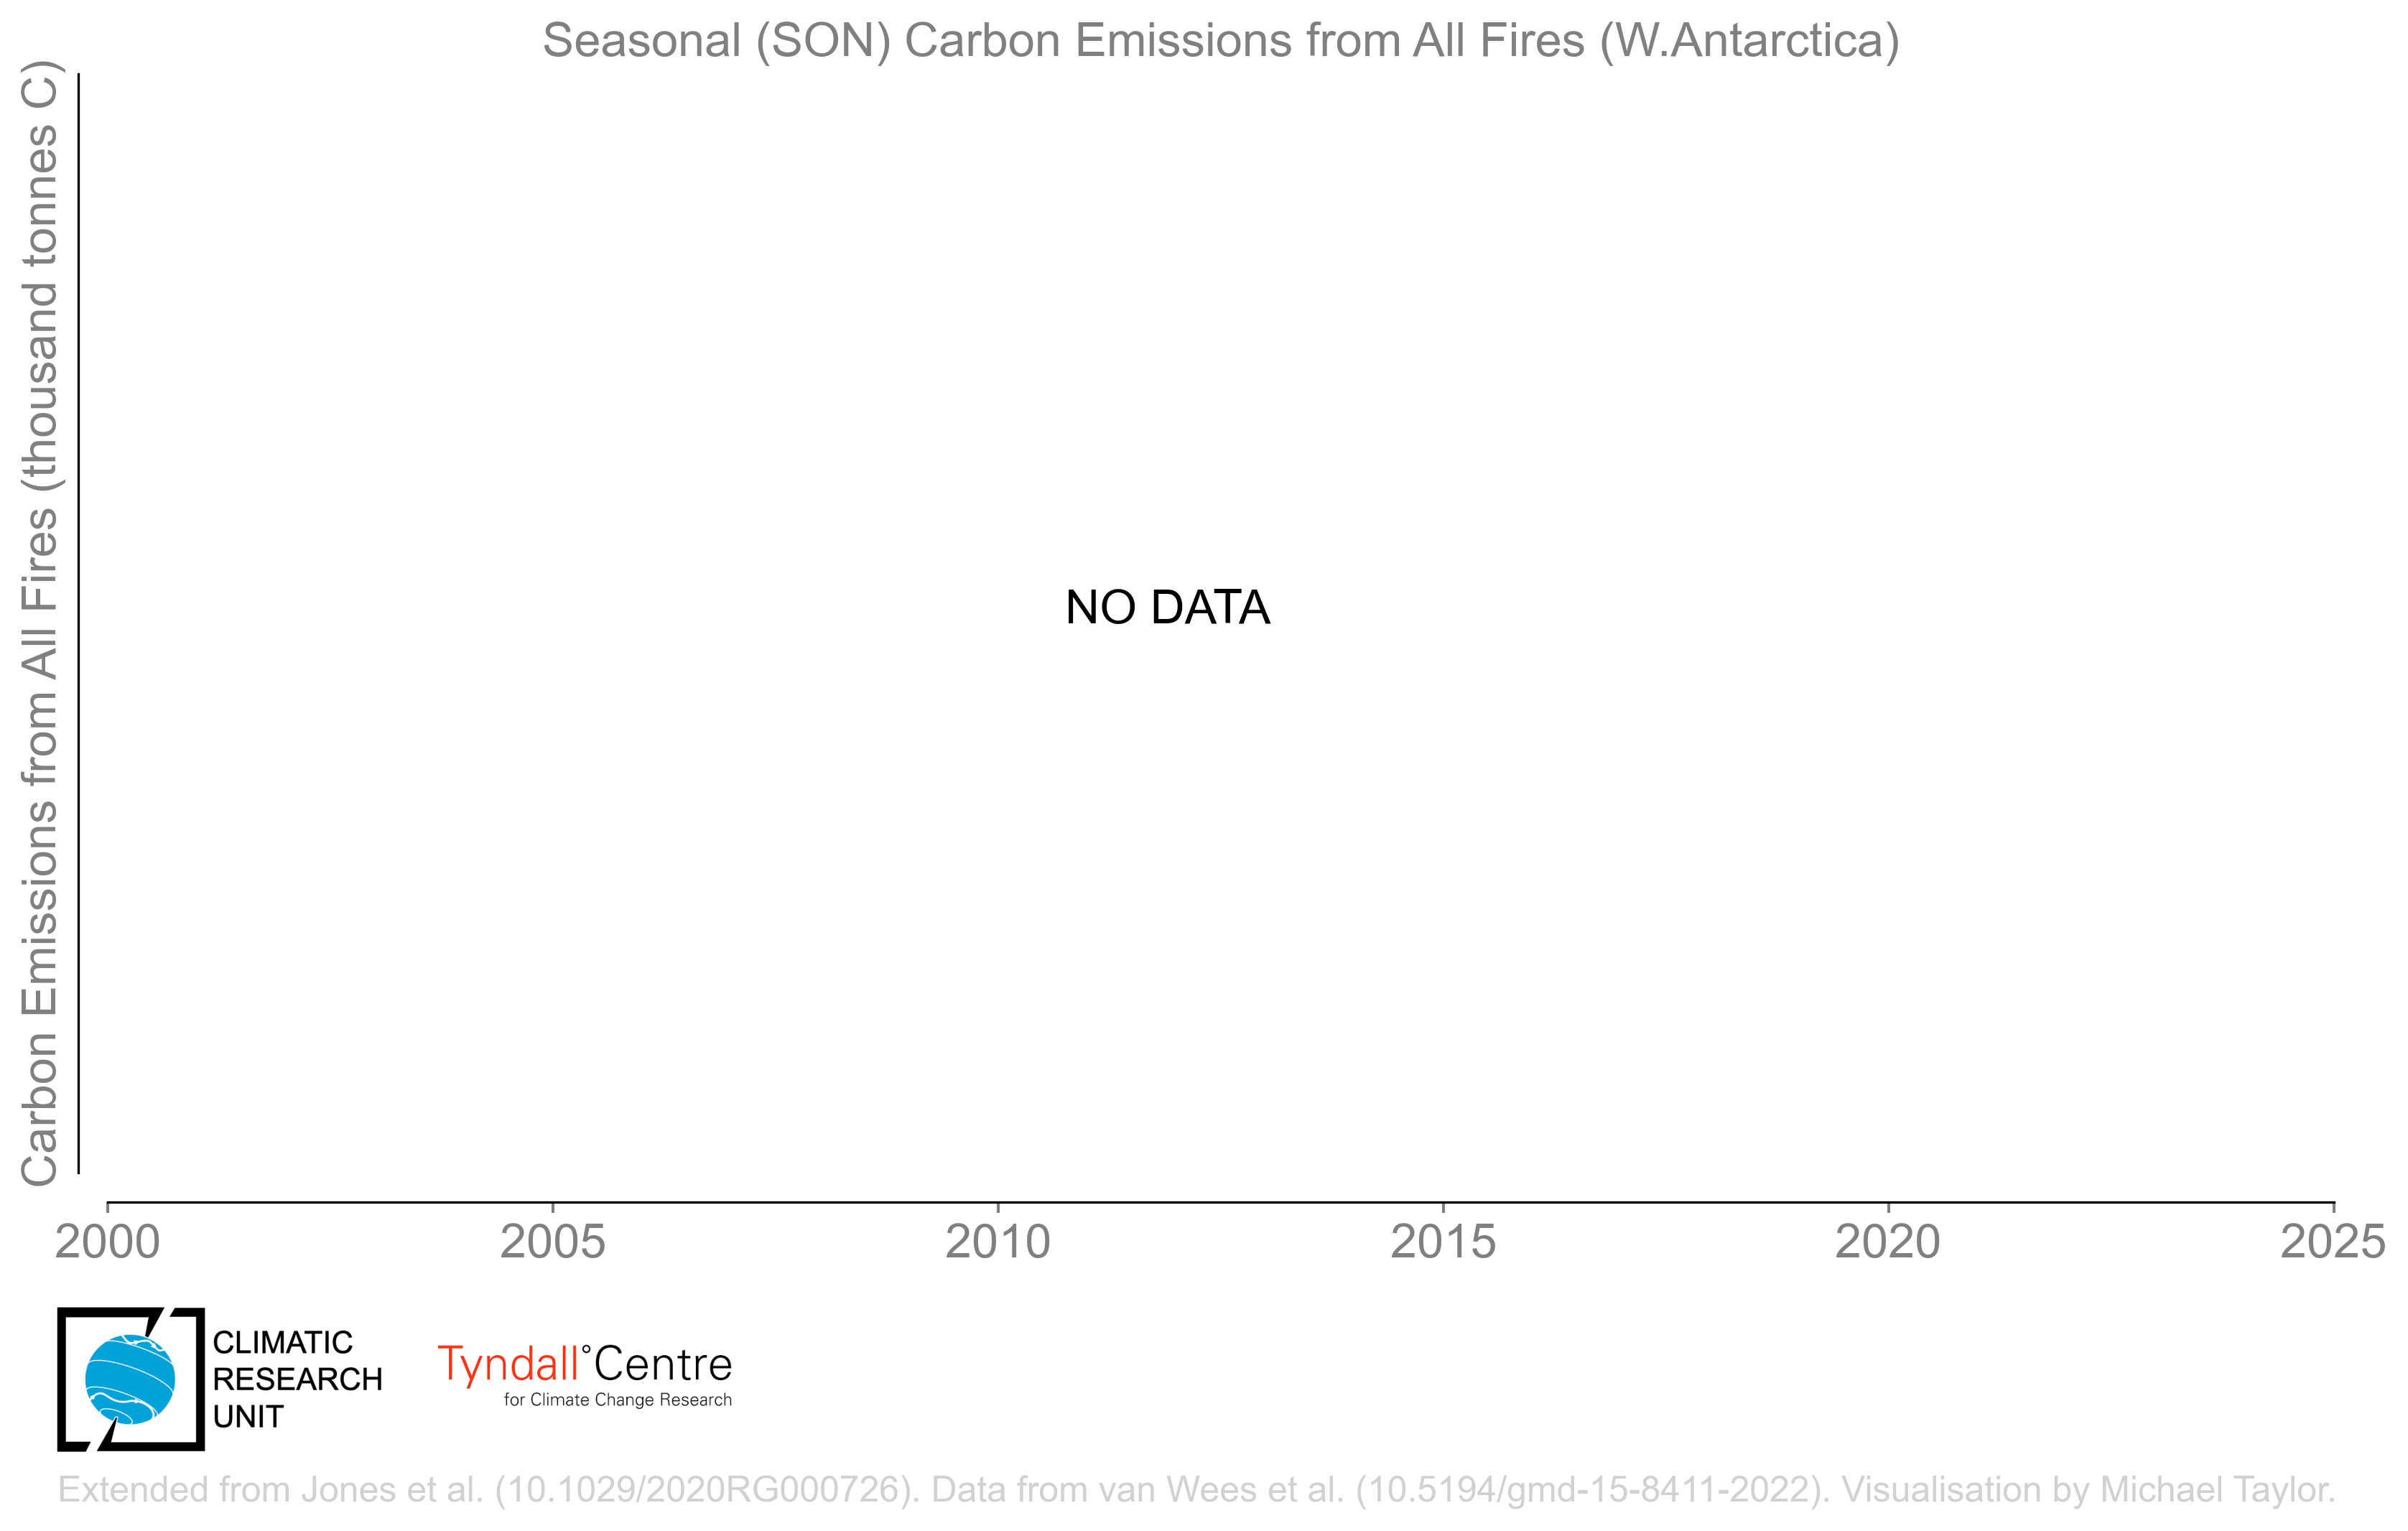 Seasonal (SON) Carbon Emissions from All Fires (W.Antarctica)
Carbon Emissions from All Fires (thousand tonnes C)
NO DATA
2000 2005 2010 2015 2020 2025
CLIMATIC
RESEARCH
UNIT
Tyndall°Centre
for Climate Change Research
Extended from Jones et al. (10.1029/2020RG000726). Data from van Wees et al. (10.5194/gmd-15-8411-2022). Visualisation by Michael Taylor.